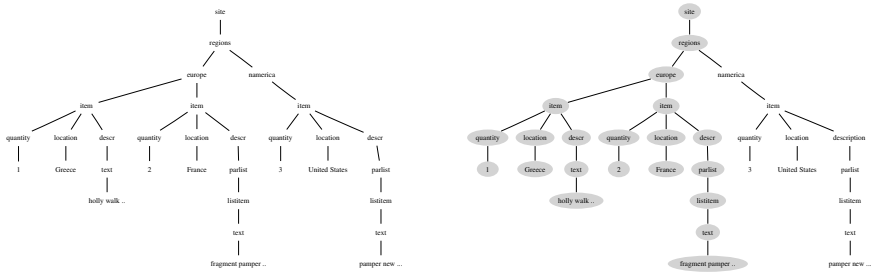 site
regions
europe namerica
item item item
quantity location descr quantity location descr quantity location descr
1 Greece text 2 France parlist 3 United States parlist
holly walk .. listitem listitem
text text
fragment pamper .. pamper new ...
site
regions
europe namerica
item item item
quantity location descr quantity location descr quantity location description
1 Greece text 2 France parlist 3 United States parlist
holly walk .. listitem listitem
text text
fragment pamper .. pamper new ...